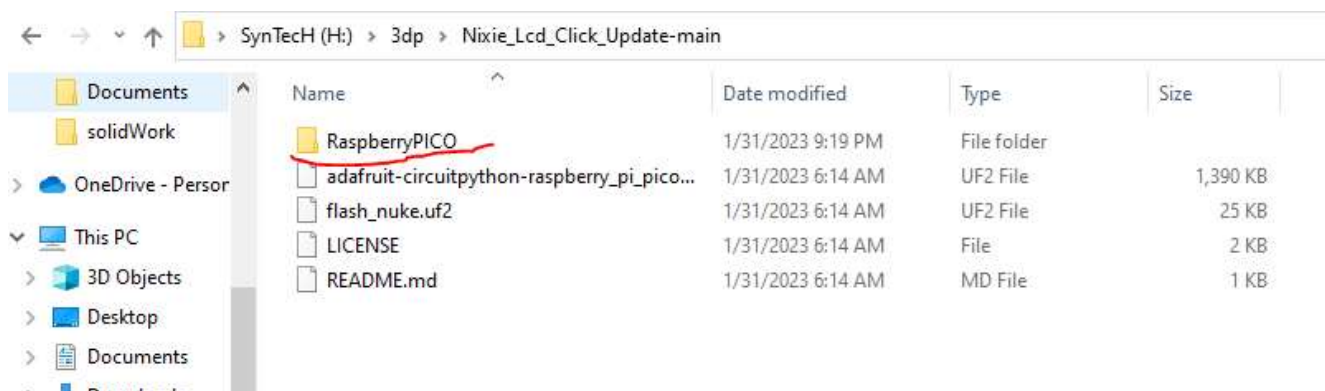 SynTecH (H:) > 3dp > Nixie_Lcd_Click_Update-main
Documents
solidWork
OneDrive - Person
This PC
3D Objects
Desktop
Documents
Name Date modified Type Size
RaspberryPICO 1/31/2023 9:19 PM File folder
adafruit-circuitpython-raspberry_pi_pico... 1/31/2023 6:14 AM UF2 File 1,390 KB
flash_nuke.uf2 1/31/2023 6:14 AM UF2 File 25 KB
LICENSE 1/31/2023 6:14 AM File 2 KB
README.md 1/31/2023 6:14 AM MD File 1 KB